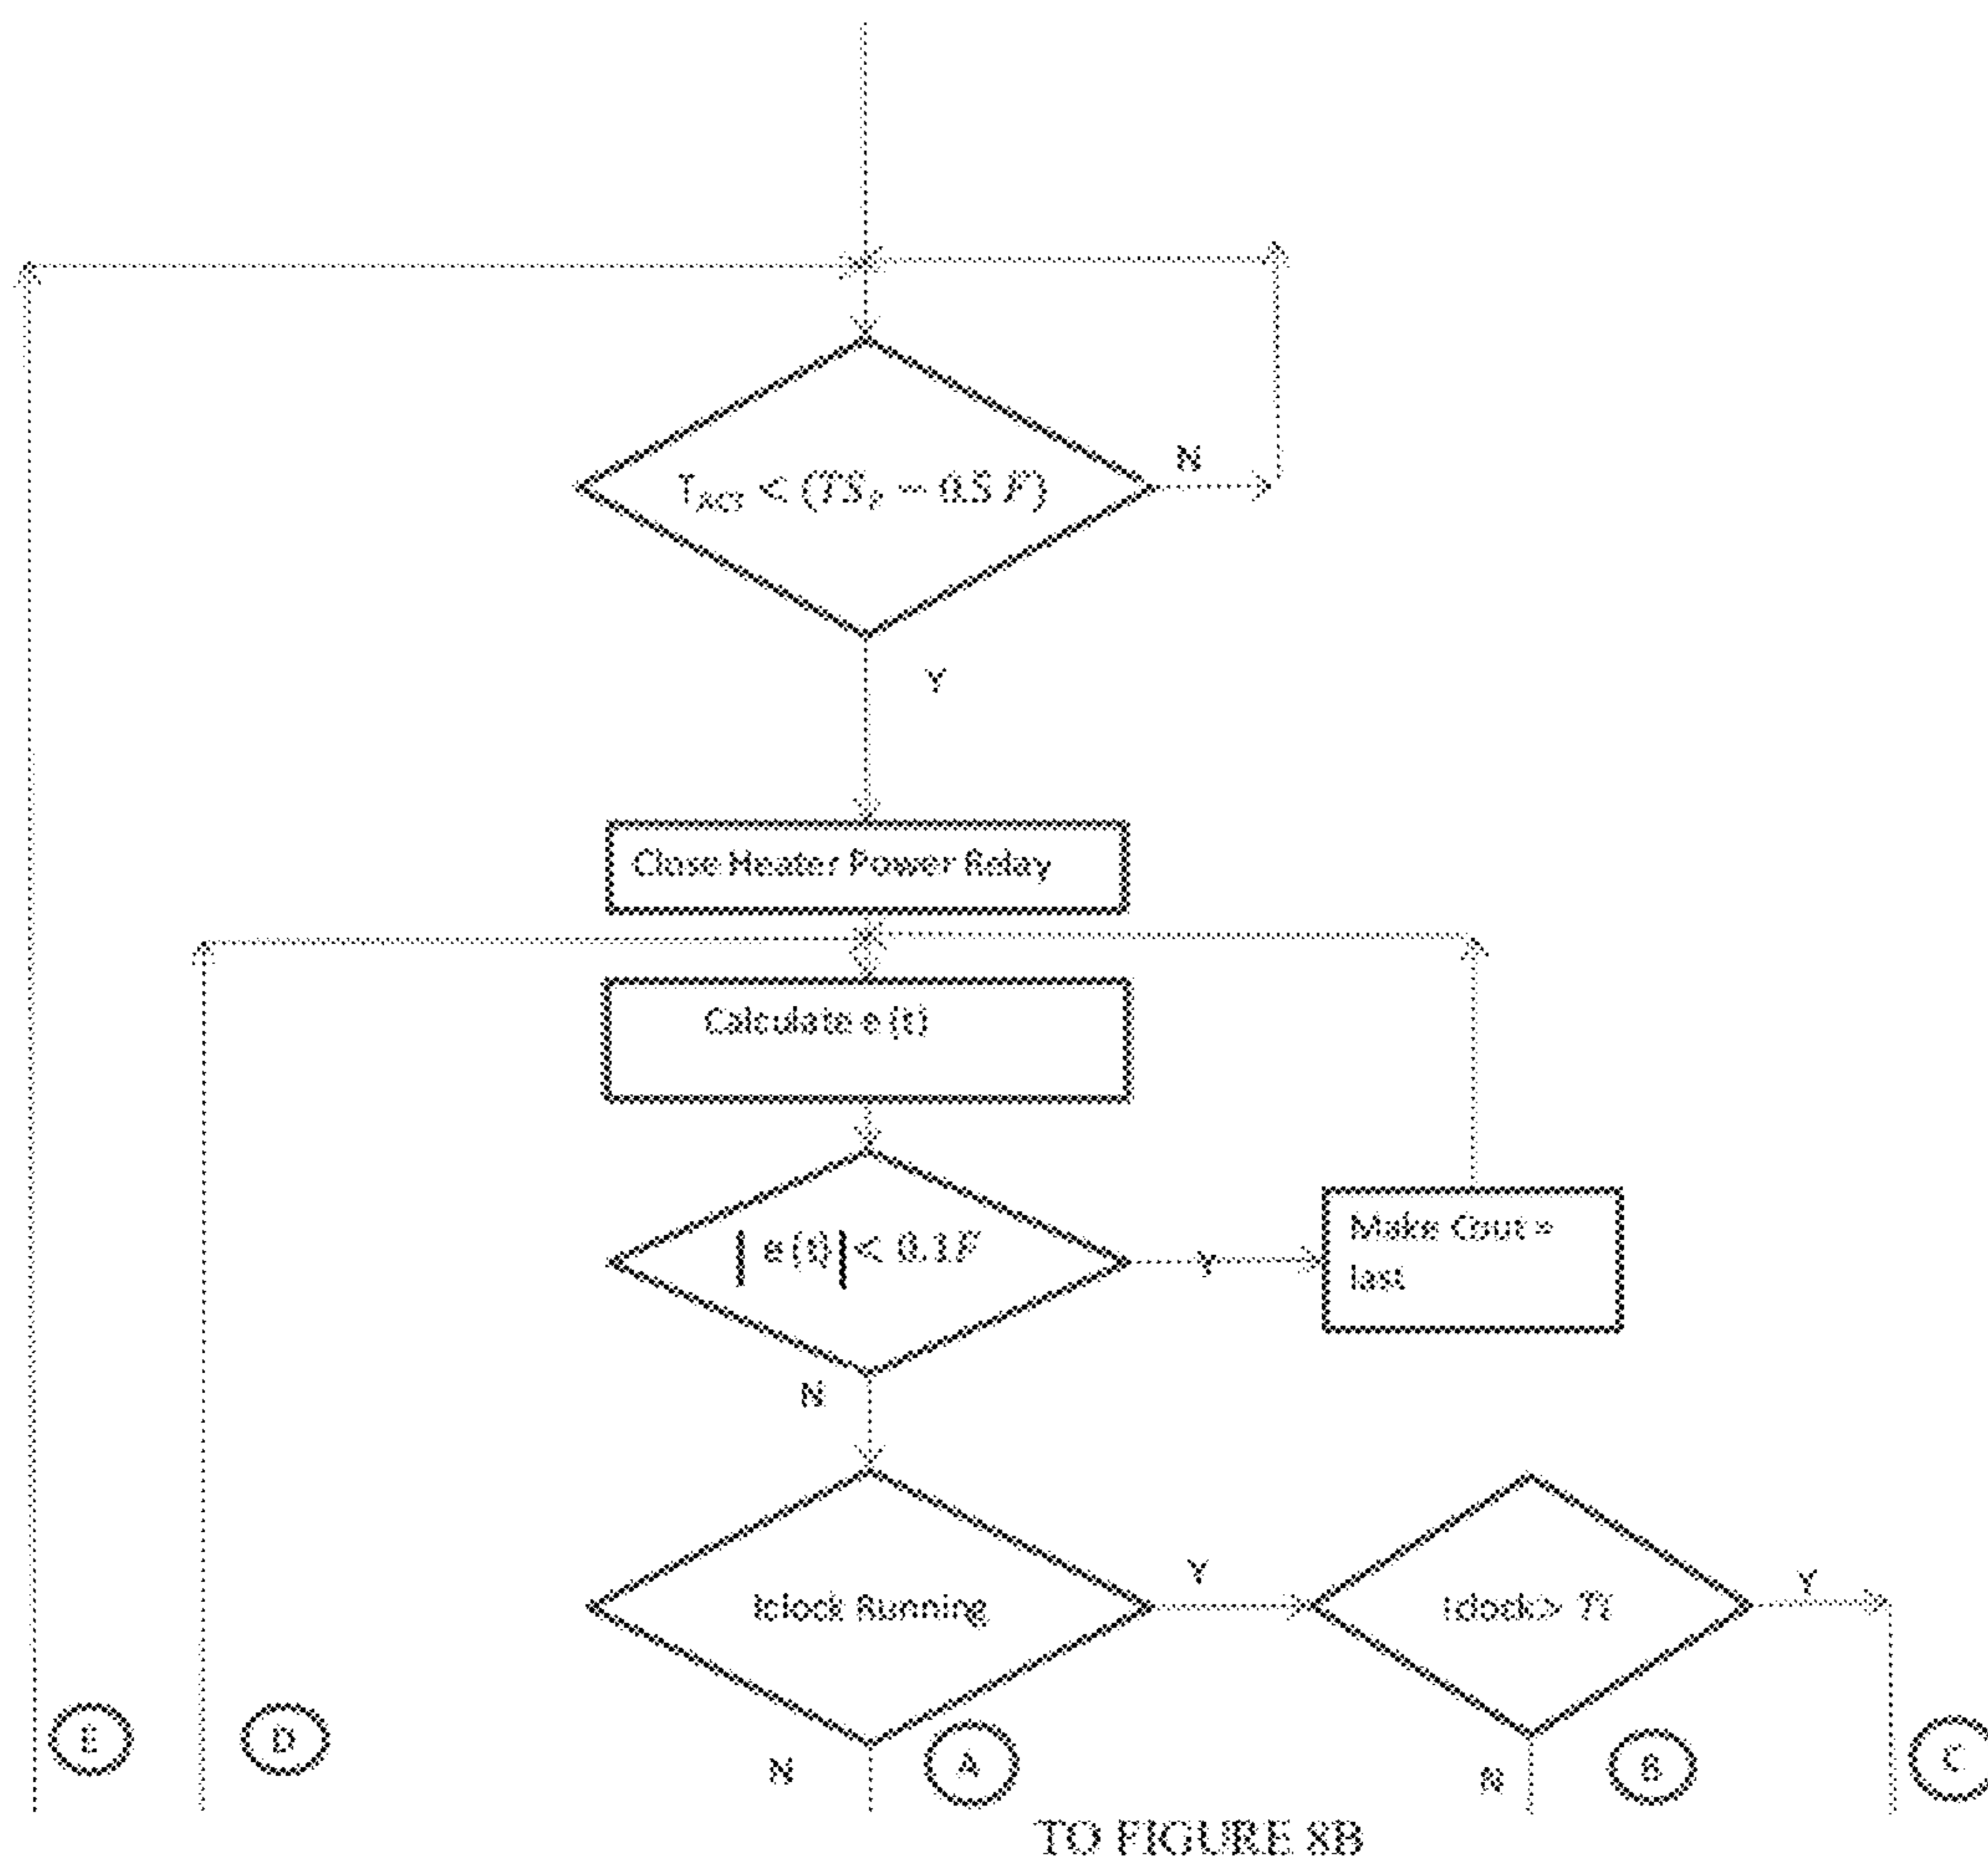 N
T_ACT < (TS_P − 0.5 F)
Y
Close Heater Power Relay
Calculate e (t)
Make Cout =
last
| e (t)| < 0.1F
Y
N
Y
Y
Iclock Running
Iclock> Ti
E
D
N
A
N
B
C
TO FIGURE 8B